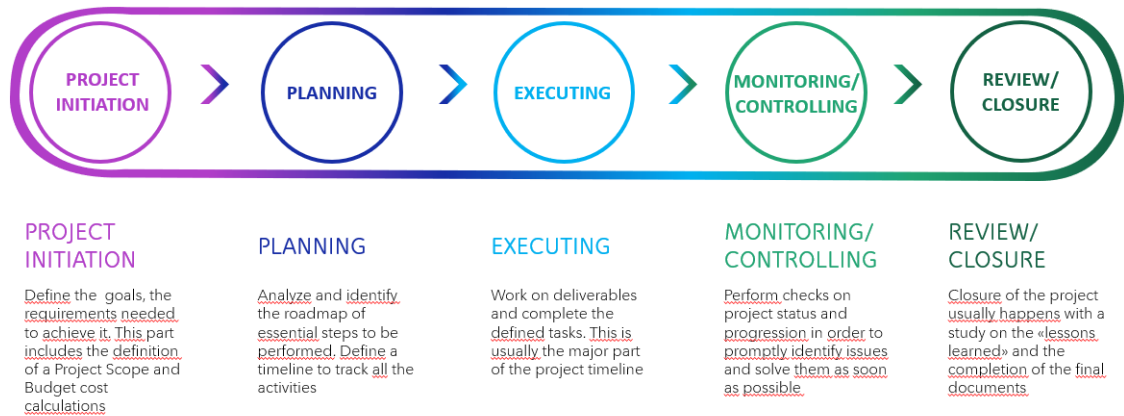 PROJECT
INITIATION
PLANNING
EXECUTING
MONITORING/
CONTROLLING
REVIEW/
CLOSURE
PROJECT
INITIATION
Define the  goals, the
requirements needed
to achieve it. This part
includes the definition
of a Project Scope and
Budget cost
calculations
PLANNING
Analyze and identify
the roadmap of
essential steps to be
performed. Define a
timeline to track all the
activities
EXECUTING
Work on deliverables
and complete the
defined tasks. This is
usually the major part
of the project timeline
MONITORING/
CONTROLLING
Perform checks on
project status and
progression in order to
promptly identify issues
and solve them as soon
as possible
REVIEW/
CLOSURE
Closure of the project
usually happens with a
study on the «lessons
learned» and the
completion of the final
documents